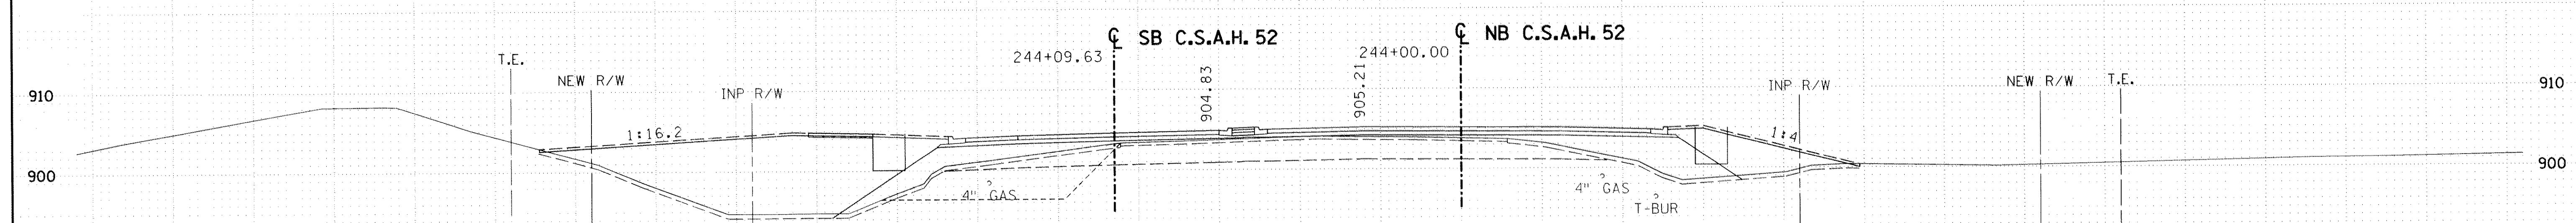 ℄ SB C.S.A.H. 52
℄ NB C.S.A.H. 52
244+09.63
244+00.00
T.E.
NEW R/W
INP R/W
904.83
905.21
INP R/W
NEW R/W
T.E.
910
910
1:16.2
1:4
900
900
4" GAS
4" GAS
T-BUR